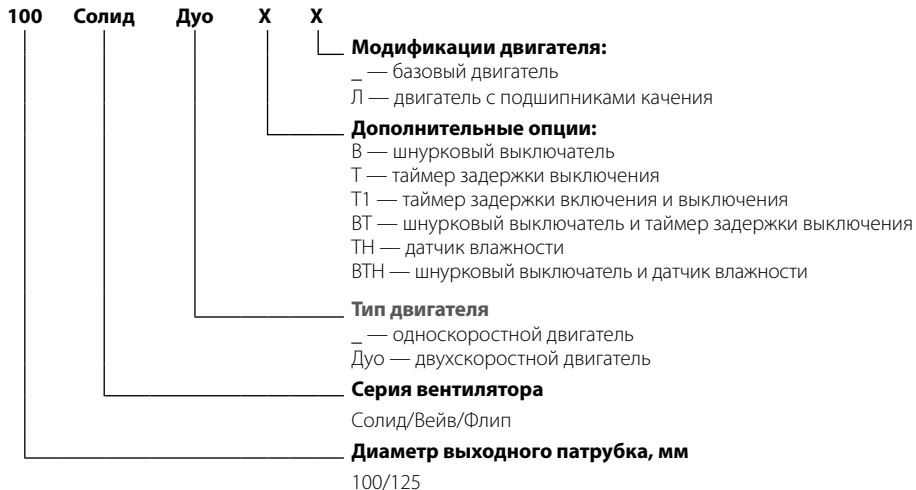 100 Солид Дуо X X
Модификации двигателя:
_ — базовый двигатель
Л — двигатель с подшипниками качения
Дополнительные опции:
В — шнурковый выключатель
Т — таймер задержки выключения
Т1 — таймер задержки включения и выключения
ВТ — шнурковый выключатель и таймер задержки выключения
ТН — датчик влажности
ВТН — шнурковый выключатель и датчик влажности
Тип двигателя
_ — односкоростной двигатель
Дуо — двухскоростной двигатель
Серия вентилятора
Солид/Вейв/Флип
Диаметр выходного патрубка, мм
100/125